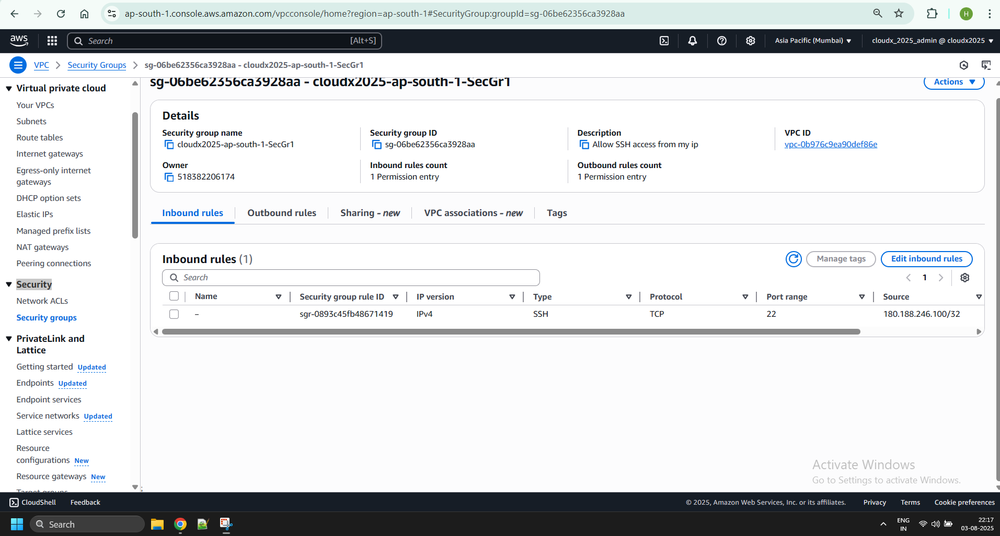 ap-south-1.console.aws.amazon.com/vpcconsole/home?region=ap-south-1#SecurityGroup:groupId=sg-06be62356ca3928aa
H
aws
Search [Alt+S]
Asia Pacific (Mumbai)
cloudx_2025_admin @ cloudx2025
VPC
Security Groups
sg-06be62356ca3928aa - cloudx2025-ap-south-1-SecGr1
Virtual private cloud
Your VPCs
Subnets
Route tables
Internet gateways
Egress-only internet
gateways
DHCP option sets
Elastic IPs
Managed prefix lists
NAT gateways
Peering connections
Security
Network ACLs
Security groups
PrivateLink and
Lattice
Getting started Updated
Endpoints Updated
Endpoint services
Service networks Updated
Lattice services
Resource
configurations New
Resource gateways New
Target groups
sg-06be62356ca3928aa - cloudx2025-ap-south-1-SecGr1
Actions
Details
Security group name
cloudx2025-ap-south-1-SecGr1
Security group ID
sg-06be62356ca3928aa
Description
Allow SSH access from my ip
VPC ID
vpc-0b976c9ea90def86e
Owner
518382206174
Inbound rules count
1 Permission entry
Outbound rules count
1 Permission entry
Inbound rules
Outbound rules
Sharing - new
VPC associations - new
Tags
Inbound rules (1)
Manage tags
Edit inbound rules
Search
1
Name Security group rule ID IP version Type Protocol Port range Source
– sgr-0893c45fb48671419 IPv4 SSH TCP 22 180.188.246.100/32
Activate Windows
Go to Settings to activate Windows.
CloudShell Feedback
© 2025, Amazon Web Services, Inc. or its affiliates. Privacy Terms Cookie preferences
Search
ENG
IN
22:17
03-08-2025